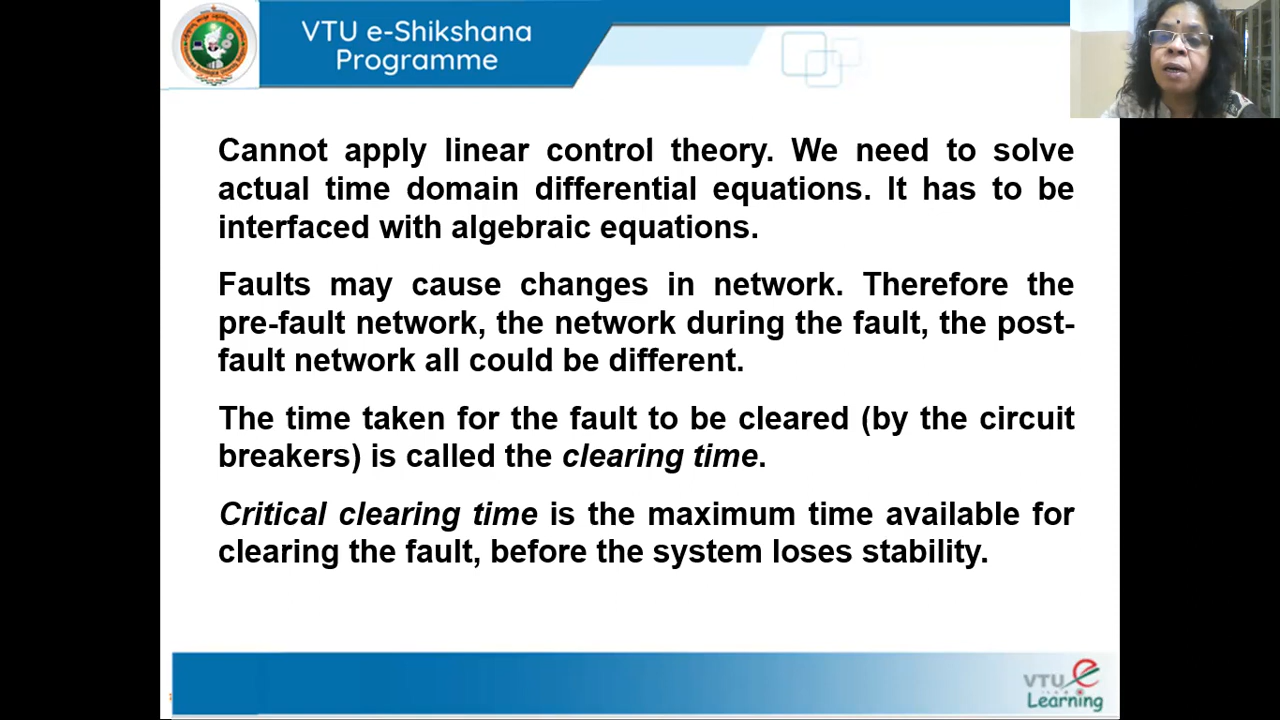 VTU e-Shikshana
Programme
Cannot apply linear control theory. We need to solve
actual time domain differential equations. It has to be
interfaced with algebraic equations.
Faults may cause changes in network. Therefore the
pre-fault network, the network during the fault, the post-
fault network all could be different.
The time taken for the fault to be cleared (by the circuit
breakers) is called the clearing time.
Critical clearing time is the maximum time available for
clearing the fault, before the system loses stability.
VTU e
Learning